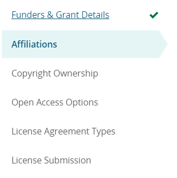 Funders & Grant Details
Affiliations
Copyright Ownership
Open Access Options
License Agreement Types
License Submission